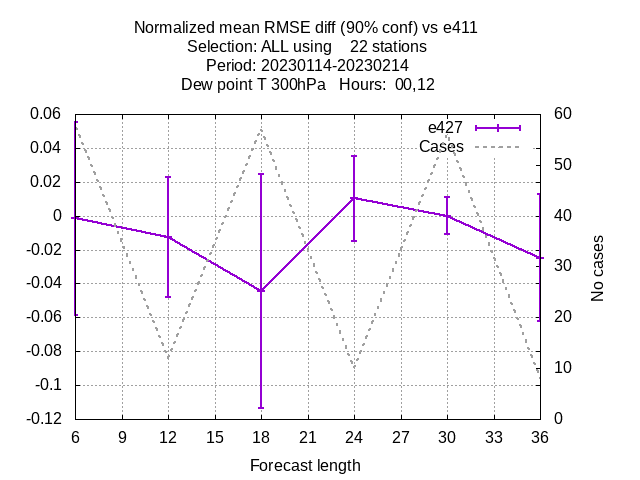 Normalized mean RMSE diff (90% conf) vs e411
Selection: ALL using    22 stations
Period: 20230114-20230214
Dew point T 300hPa   Hours:  00,12
0.06
0.04
0.02
0
-0.02
-0.04
-0.06
-0.08
-0.1
-0.12
e427
Cases
60
50
40
30
20
10
0
No cases
6 9 12 15 18 21 24 27 30 33 36
Forecast length